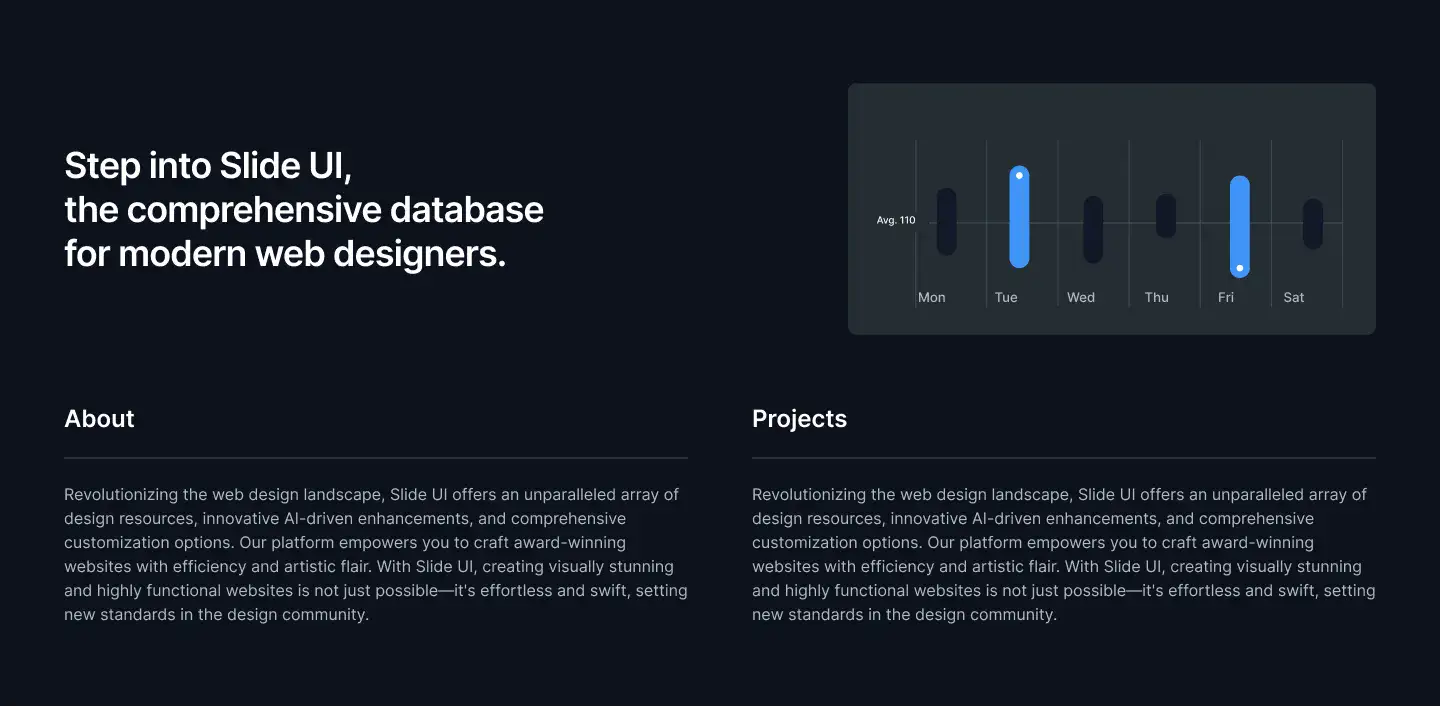 Step into Slide UI,
the comprehensive database
for modern web designers.
Avg. 110
Mon
Tue
Wed
Thu
Fri
Sat
About
Revolutionizing the web design landscape, Slide UI offers an unparalleled array of
design resources, innovative AI-driven enhancements, and comprehensive
customization options. Our platform empowers you to craft award-winning
websites with efficiency and artistic flair. With Slide UI, creating visually stunning
and highly functional websites is not just possible—it's effortless and swift, setting
new standards in the design community.
Projects
Revolutionizing the web design landscape, Slide UI offers an unparalleled array of
design resources, innovative AI-driven enhancements, and comprehensive
customization options. Our platform empowers you to craft award-winning
websites with efficiency and artistic flair. With Slide UI, creating visually stunning
and highly functional websites is not just possible—it's effortless and swift, setting
new standards in the design community.